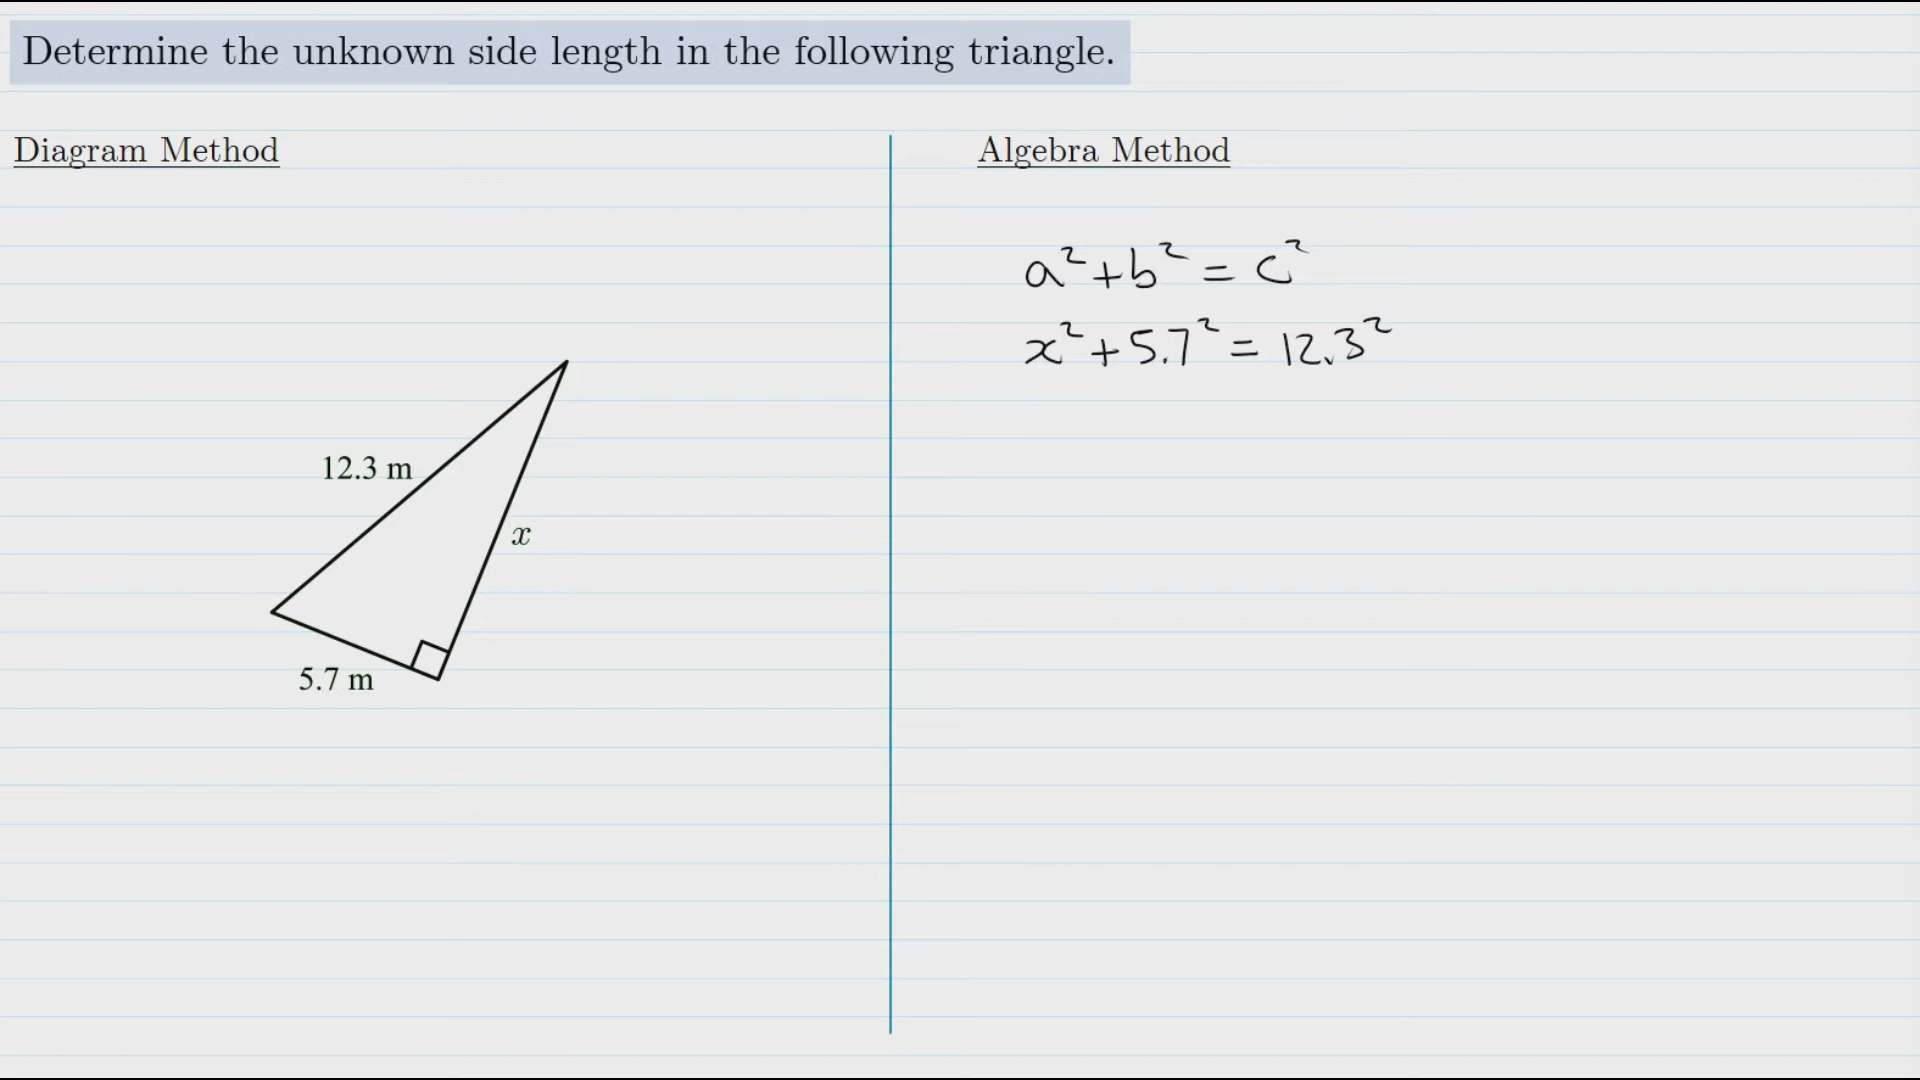 Determine the unknown side length in the following triangle.
Diagram Method
Algebra Method
a² + b² = c²
x² + 5.7² = 12.3²
12.3 m
x
5.7 m